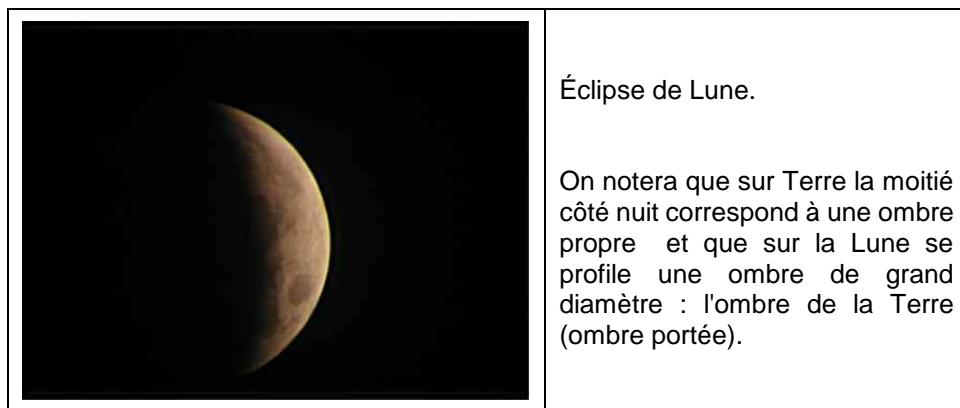 Éclipse de Lune.
On notera que sur Terre la moitié
côté nuit correspond à une ombre
propre et que sur la Lune se
profile une ombre de grand
diamètre : l'ombre de la Terre
(ombre portée).